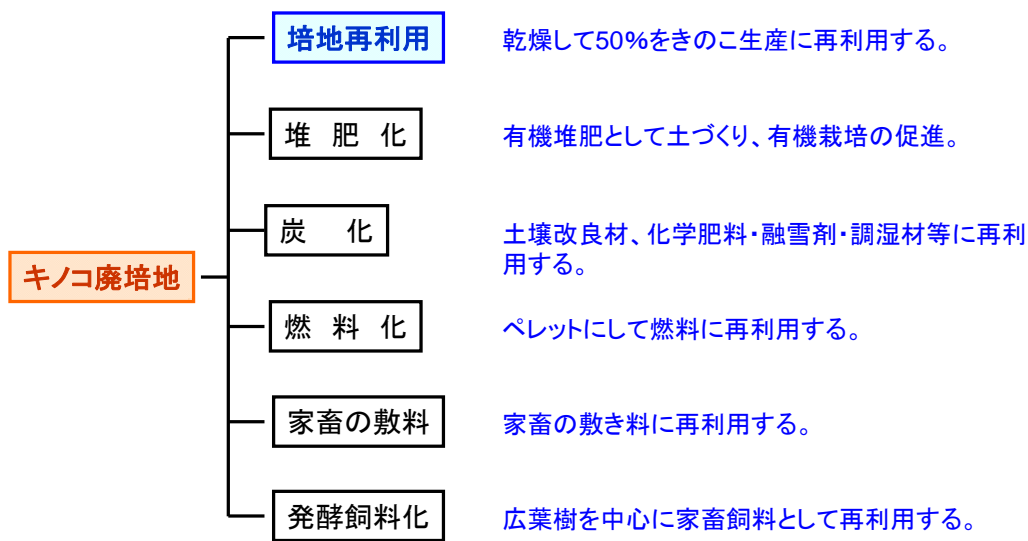 培地再利用
乾燥して50%をきのこ生産に再利用する。
堆 肥 化
有機堆肥として土づくり、有機栽培の促進。
炭 化
土壌改良材、化学肥料・融雪剤・調湿材等に再利
用する。
キノコ廃培地
燃 料 化
ペレットにして燃料に再利用する。
家畜の敷料
家畜の敷き料に再利用する。
発酵飼料化
広葉樹を中心に家畜飼料として再利用する。